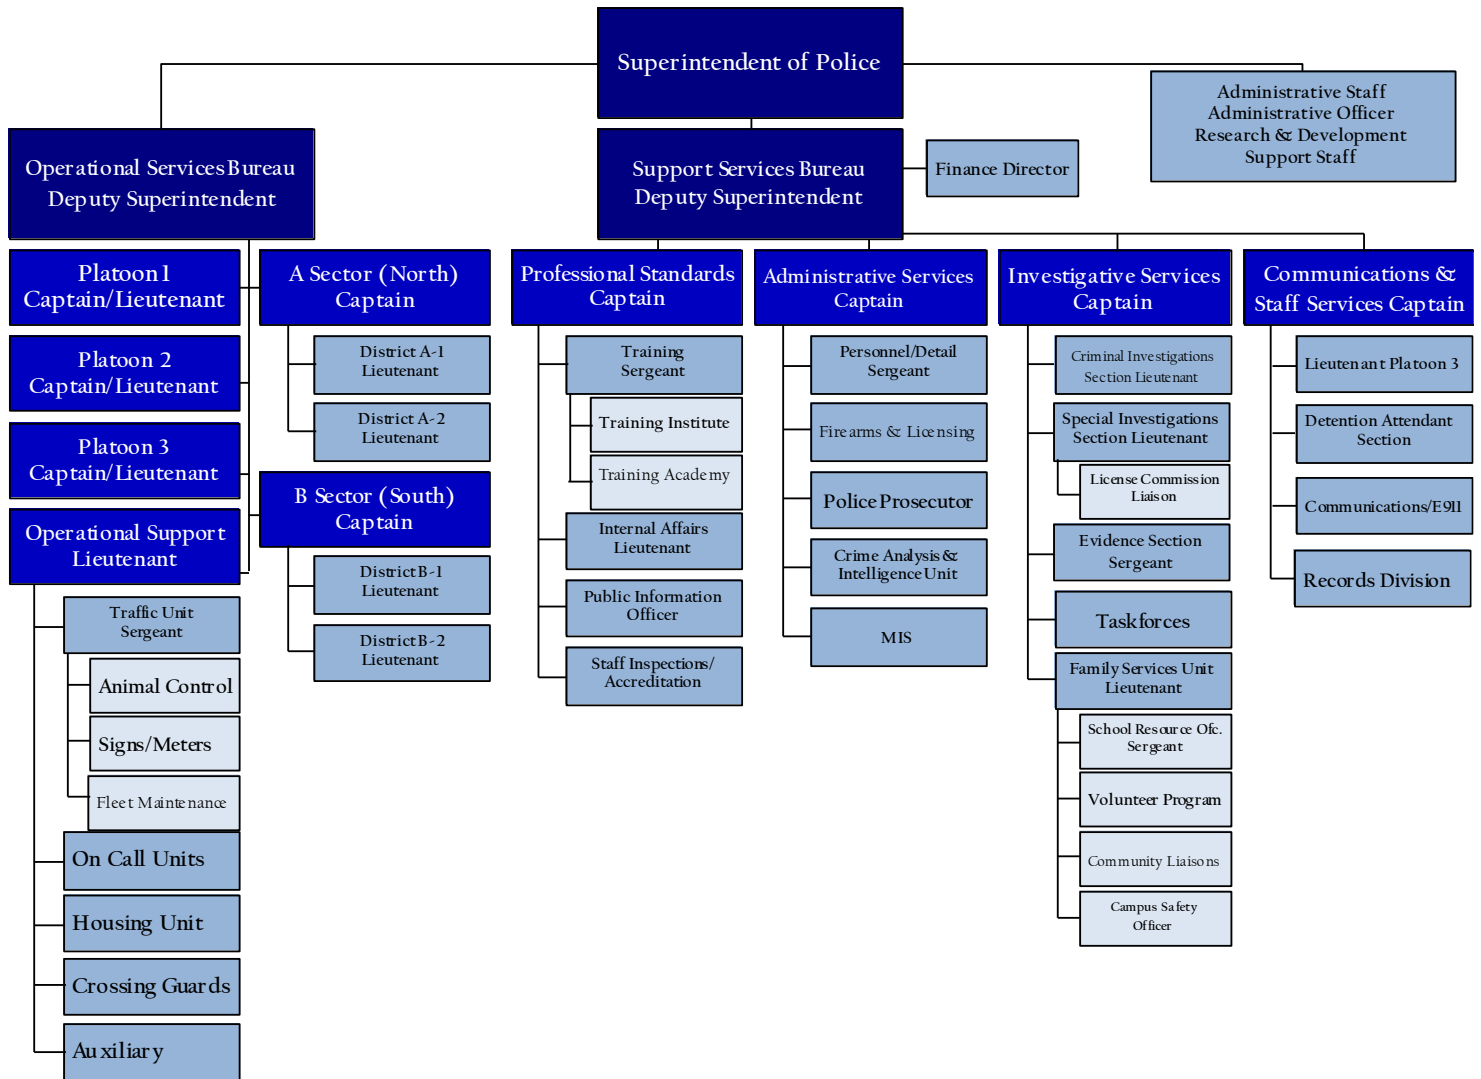 Superintendent of Police
Administrative Staff
Administrative Officer
Research & Development
Support Staff
Operational Services Bureau
Deputy Superintendent
Support Services Bureau
Deputy Superintendent
Finance Director
Platoon 1
Captain/Lieutenant
Platoon 2
Captain/Lieutenant
Platoon 3
Captain/Lieutenant
Operational Support
Lieutenant
Traffic Unit
Sergeant
Animal Control
Signs/Meters
Fleet Maintenance
On Call Units
Housing Unit
Crossing Guards
Auxiliary
A Sector (North)
Captain
District A-1
Lieutenant
District A-2
Lieutenant
B Sector (South)
Captain
District B-1
Lieutenant
District B-2
Lieutenant
Professional Standards
Captain
Training
Sergeant
Training Institute
Training Academy
Internal Affairs
Lieutenant
Public Information
Officer
Staff Inspections/
Accreditation
Administrative Services
Captain
Personnel/Detail
Sergeant
Firearms & Licensing
Police Prosecutor
Crime Analysis &
Intelligence Unit
MIS
Investigative Services
Captain
Criminal Investigations
Section Lieutenant
Special Investigations
Section Lieutenant
License Commission
Liaison
Evidence Section
Sergeant
Taskforces
Family Services Unit
Lieutenant
School Resource Ofc.
Sergeant
Volunteer Program
Community Liaisons
Campus Safety
Officer
Communications &
Staff Services Captain
Lieutenant Platoon 3
Detention Attendant
Section
Communications/E911
Records Division